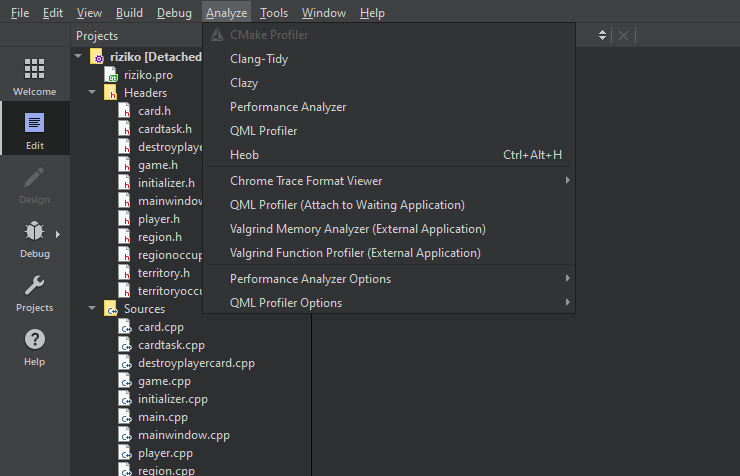 File Edit View Build Debug Analyze Tools Window Help
Projects
Welcome
Edit
Design
Debug
Projects
Help
riziko [Detached
riziko.pro
Headers
card.h
cardtask.h
destroyplaye
game.h
initializer.h
mainwindow
player.h
region.h
regionoccup
territory.h
territoryoccu
Sources
card.cpp
cardtask.cpp
destroyplayercard.cpp
game.cpp
initializer.cpp
main.cpp
mainwindow.cpp
player.cpp
region.cpp
CMake Profiler
Clang-Tidy
Clazy
Performance Analyzer
QML Profiler
Heob Ctrl+Alt+H
Chrome Trace Format Viewer
QML Profiler (Attach to Waiting Application)
Valgrind Memory Analyzer (External Application)
Valgrind Function Profiler (External Application)
Performance Analyzer Options
QML Profiler Options